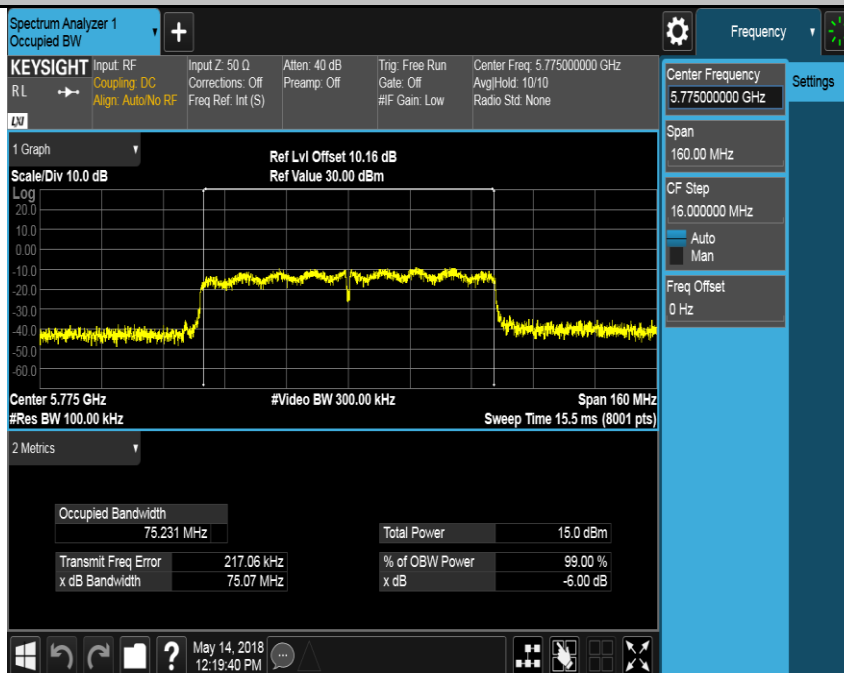 Spectrum Analyzer 1
Occupied BW
+
Frequency
KEYSIGHT
RL
LXI
Input: RF
Coupling: DC
Align: Auto/No RF
Input Z: 50 Ω
Corrections: Off
Freq Ref: Int (S)
Atten: 40 dB
Preamp: Off
Trig: Free Run
Gate: Off
#IF Gain: Low
Center Freq: 5.775000000 GHz
Avg|Hold: 10/10
Radio Std: None
Center Frequency
5.775000000 GHz
Settings
Span
160.00 MHz
CF Step
16.000000 MHz
Auto
Man
Freq Offset
0 Hz
1 Graph
Scale/Div 10.0 dB
Ref Lvl Offset 10.16 dB
Ref Value 30.00 dBm
Log
20.0
10.0
0.00
-10.0
-20.0
-30.0
-40.0
-50.0
-60.0
Center 5.775 GHz
#Video BW 300.00 kHz
Span 160 MHz
#Res BW 100.00 kHz
Sweep Time 15.5 ms (8001 pts)
2 Metrics
Occupied Bandwidth
75.231 MHz
Total Power 15.0 dBm
Transmit Freq Error 217.06 kHz
% of OBW Power 99.00 %
x dB Bandwidth 75.07 MHz
x dB -6.00 dB
?
May 14, 2018
12:19:40 PM